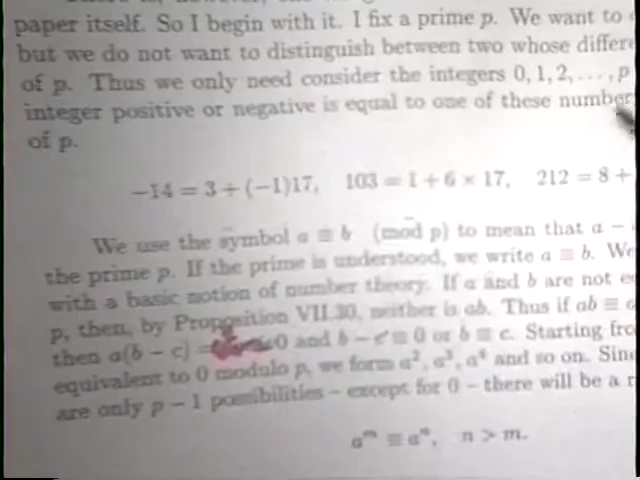 paper itself. So I begin with it. I fix a prime p. We want to
but we do not want to distinguish between two whose differe
of p. Thus we only need consider the integers 0, 1, 2, ..., p
integer positive or negative is equal to one of these number
of p.
−14 = 3 + (−1)17, 103 = 1 + 6 × 17, 212 = 8 +
We use the symbol a ≡ b (mod p) to mean that a −
the prime p. If the prime is understood, we write a ≡ b. We
with a basic notion of number theory. If a and b are not e
p, then, by Proposition VII.30, neither is ab. Thus if ab ≡
then a(b − c) 0 and b − c ≡ 0 or b ≡ c. Starting fro
equivalent to 0 modulo p, we form a², a³, a⁴ and so on. Sinc
are only p − 1 possibilities – except for 0 – there will be a
aᵐ ≡ aⁿ, n > m.